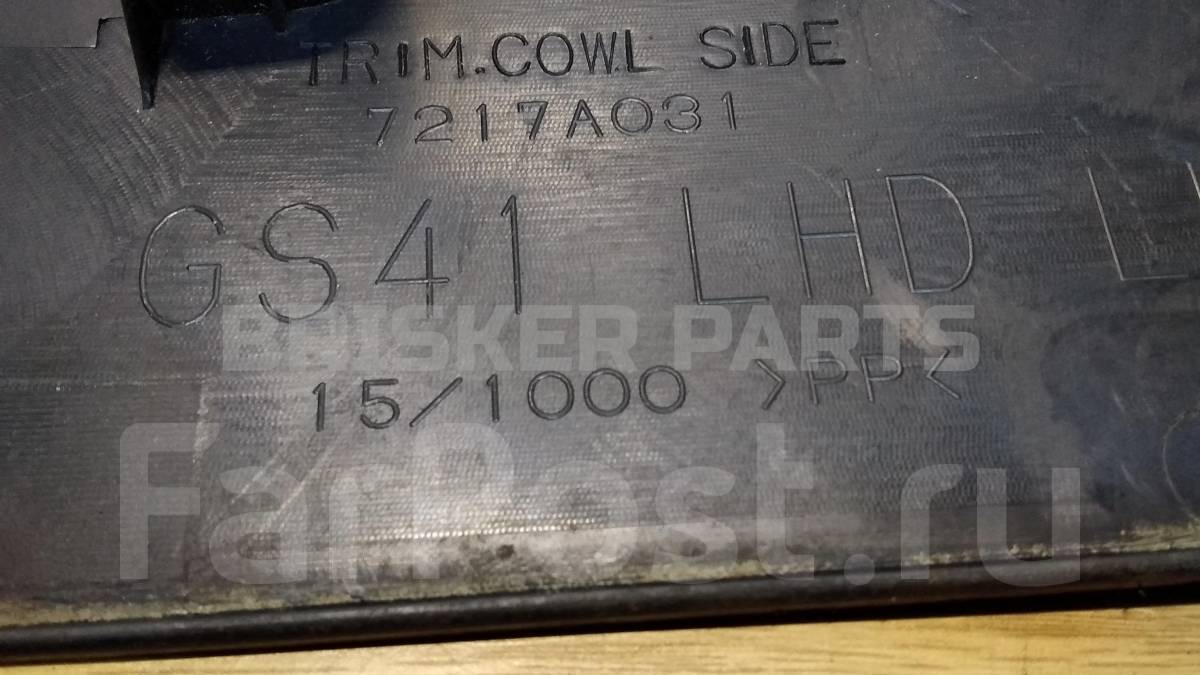 TRIM.COWL SIDE
7217A031
GS41 LHD
BRISKER PARTS
15/1000 >PP<
FarPost.ru